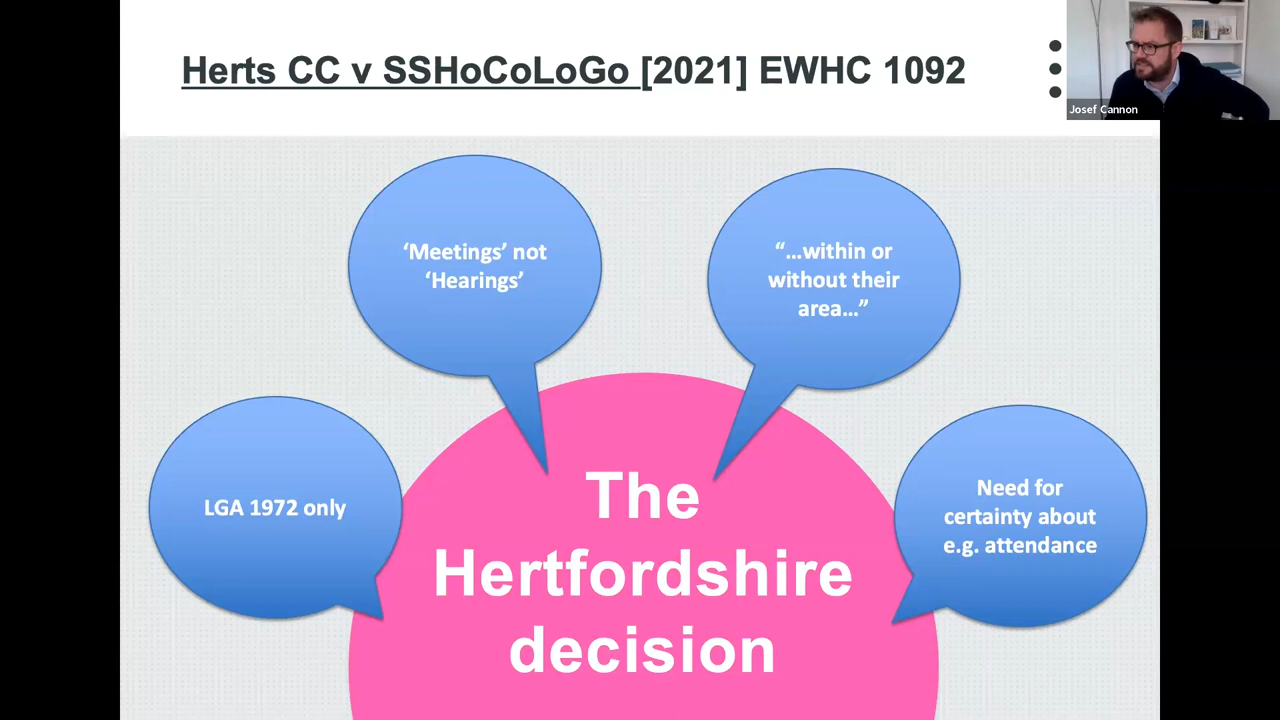 Herts CC v SSHoCoLoGo [2021] EWHC 1092
Josef Cannon
‘Meetings’ not
‘Hearings’
“…within or
without their
area…”
LGA 1972 only
Need for
certainty about
e.g. attendance
The
Hertfordshire
decision